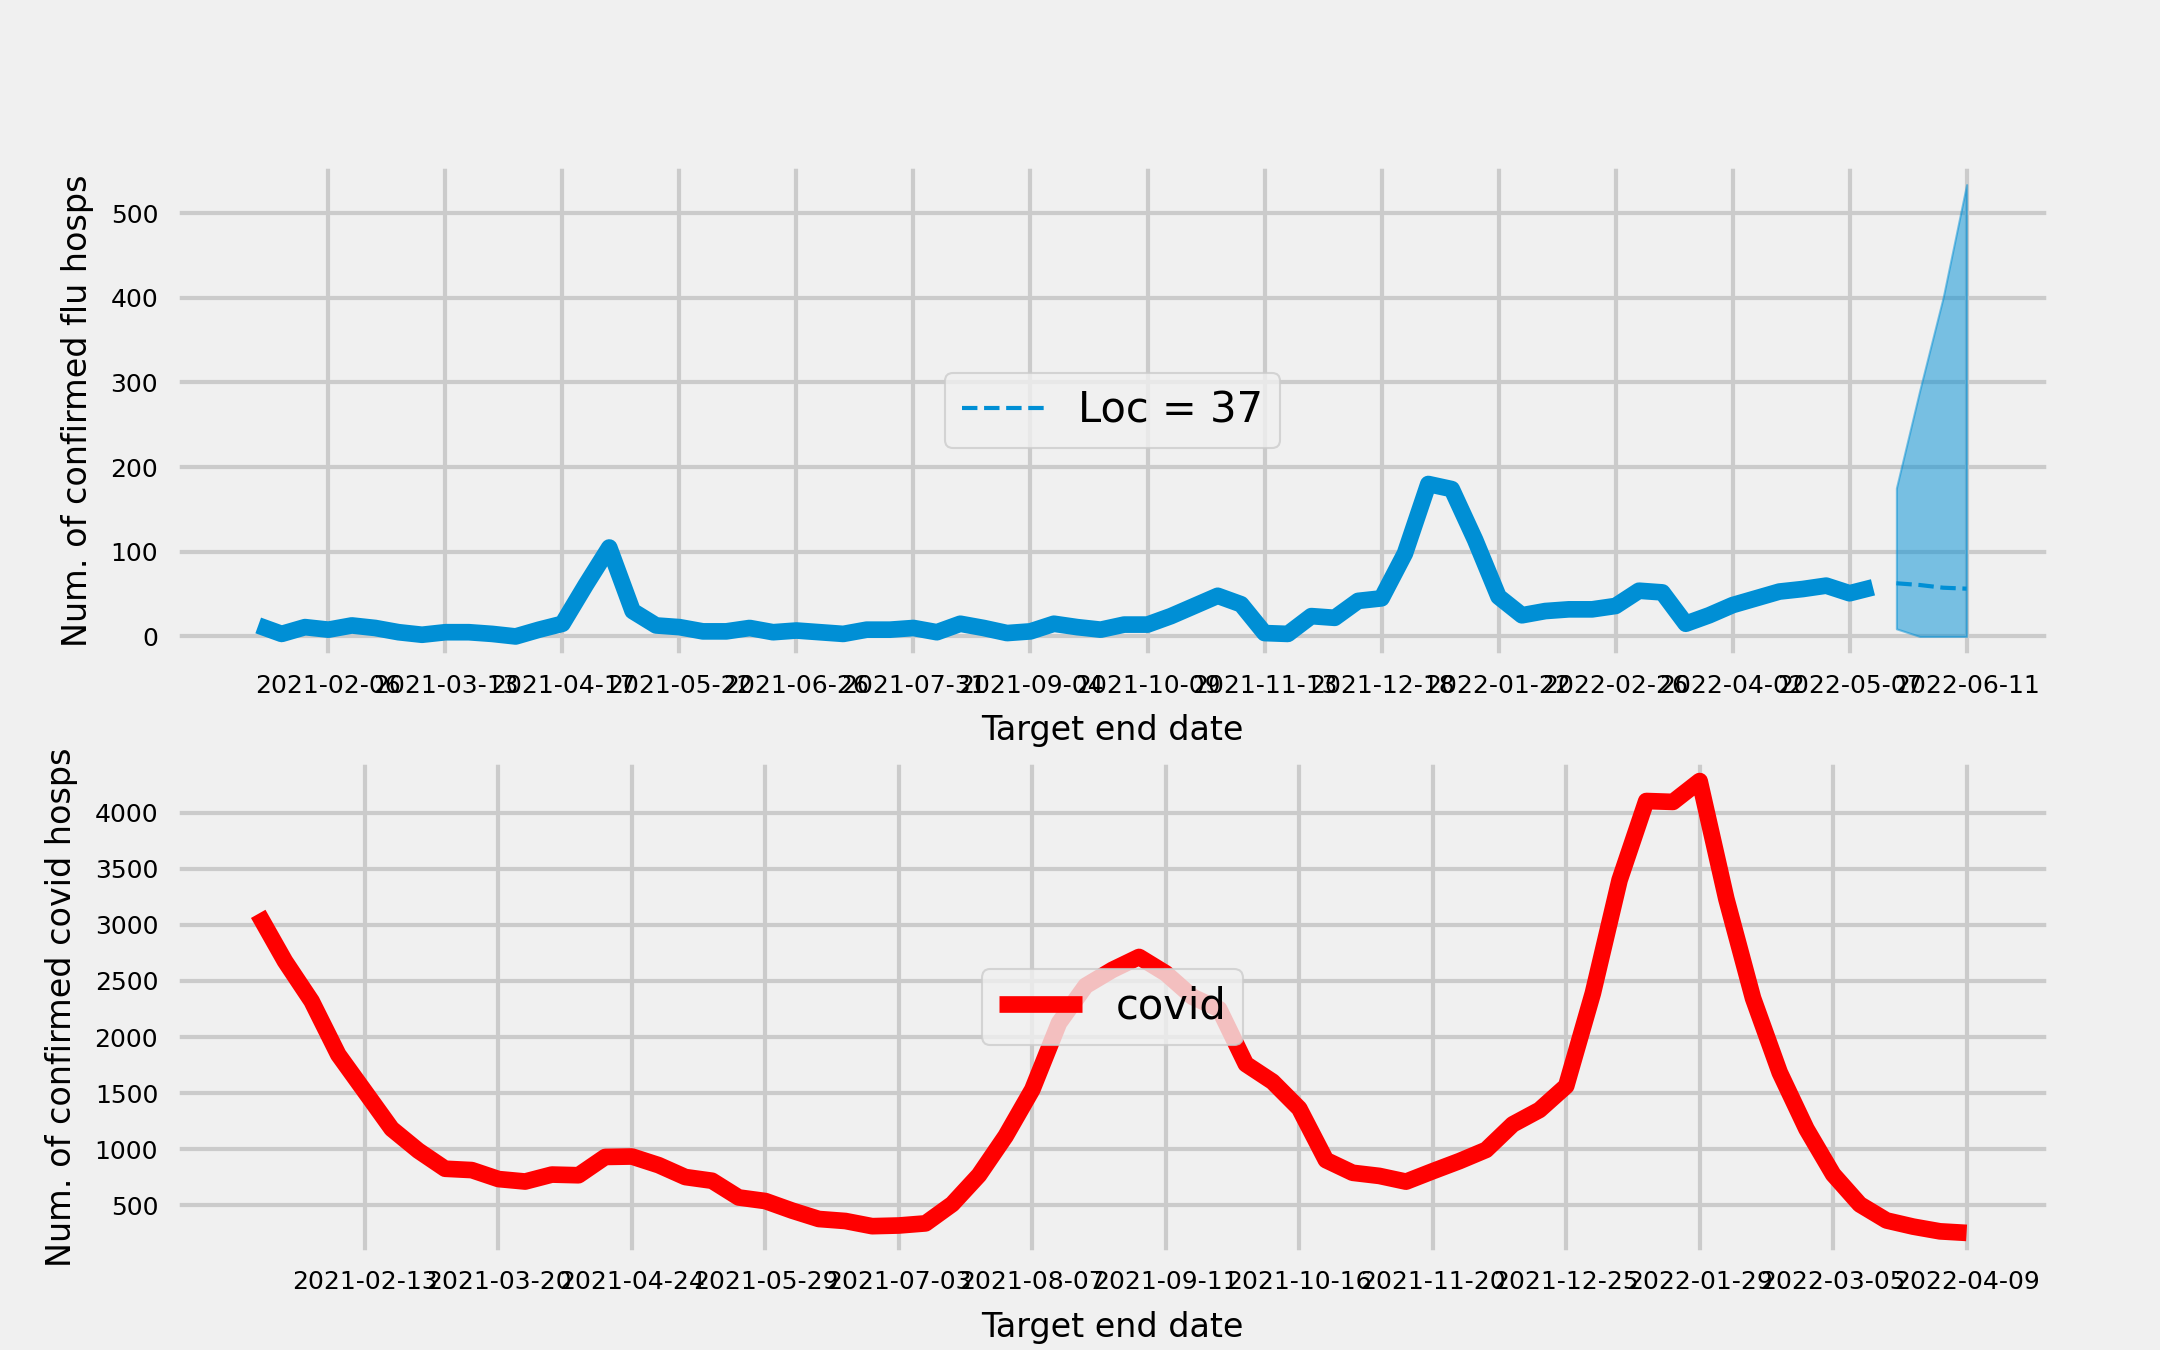 Num. of confirmed flu hosps
500
400
300
200
100
0
Loc = 37
2021-02-06 2021-03-13 2021-04-17 2021-05-22 2021-06-26 2021-07-31 2021-09-04 2021-10-09 2021-11-13 2021-12-18 2022-01-22 2022-02-26 2022-04-02 2022-05-07 2022-06-11
Target end date
Num. of confirmed covid hosps
4000
3500
3000
2500
2000
1500
1000
500
covid
2021-02-13 2021-03-20 2021-04-24 2021-05-29 2021-07-03 2021-08-07 2021-09-11 2021-10-16 2021-11-20 2021-12-25 2022-01-29 2022-03-05 2022-04-09
Target end date